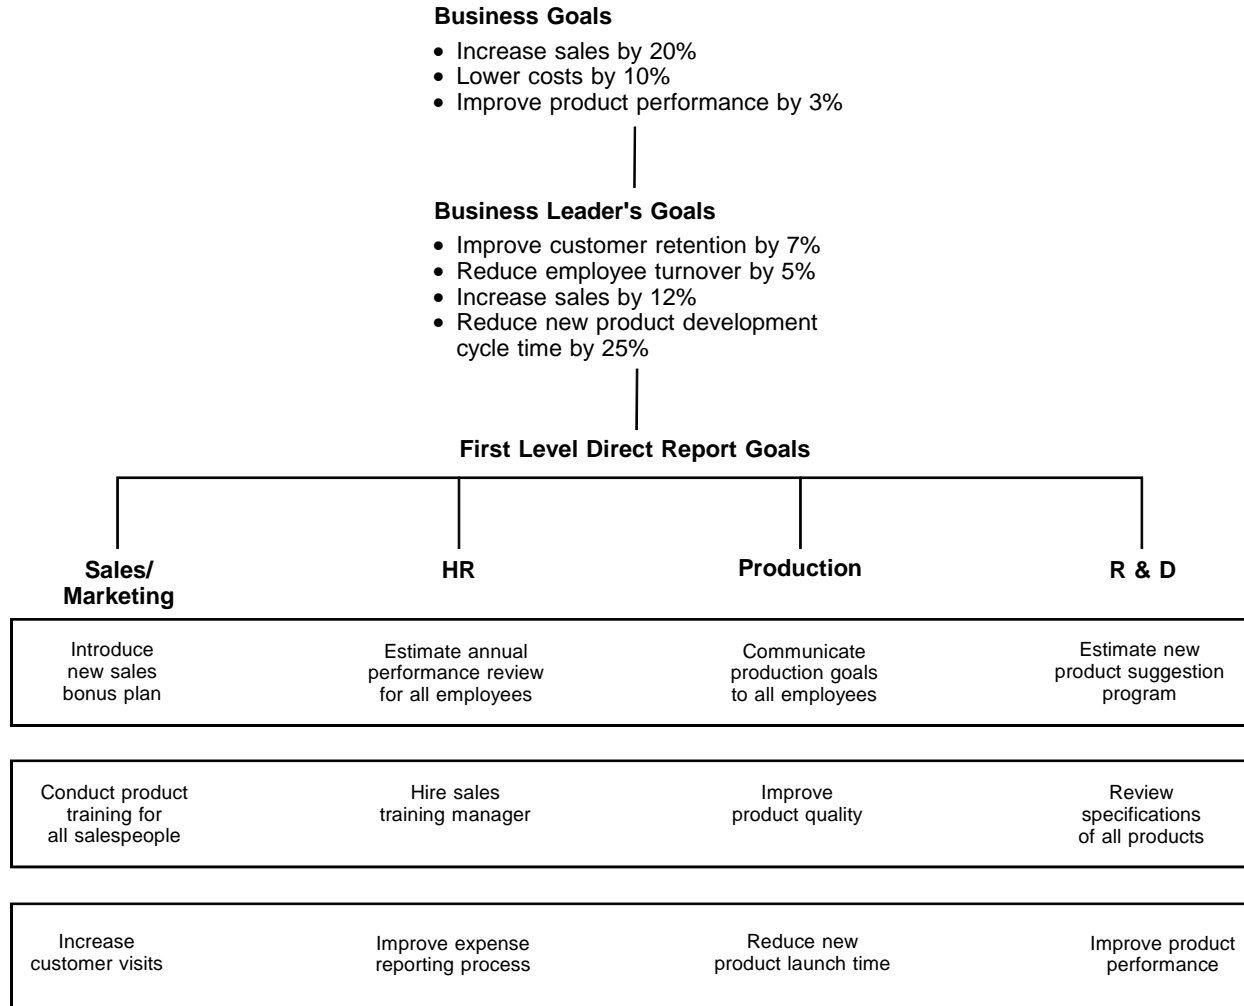 Business Goals
• Increase sales by 20%
• Lower costs by 10%
• Improve product performance by 3%
Business Leader's Goals
• Improve customer retention by 7%
• Reduce employee turnover by 5%
• Increase sales by 12%
• Reduce new product development
cycle time by 25%
First Level Direct Report Goals
Sales/
Marketing
HR
Production
R & D
Introduce
new sales
bonus plan
Estimate annual
performance review
for all employees
Communicate
production goals
to all employees
Estimate new
product suggestion
program
Conduct product
training for
all salespeople
Hire sales
training manager
Improve
product quality
Review
specifications
of all products
Increase
customer visits
Improve expense
reporting process
Reduce new
product launch time
Improve product
performance